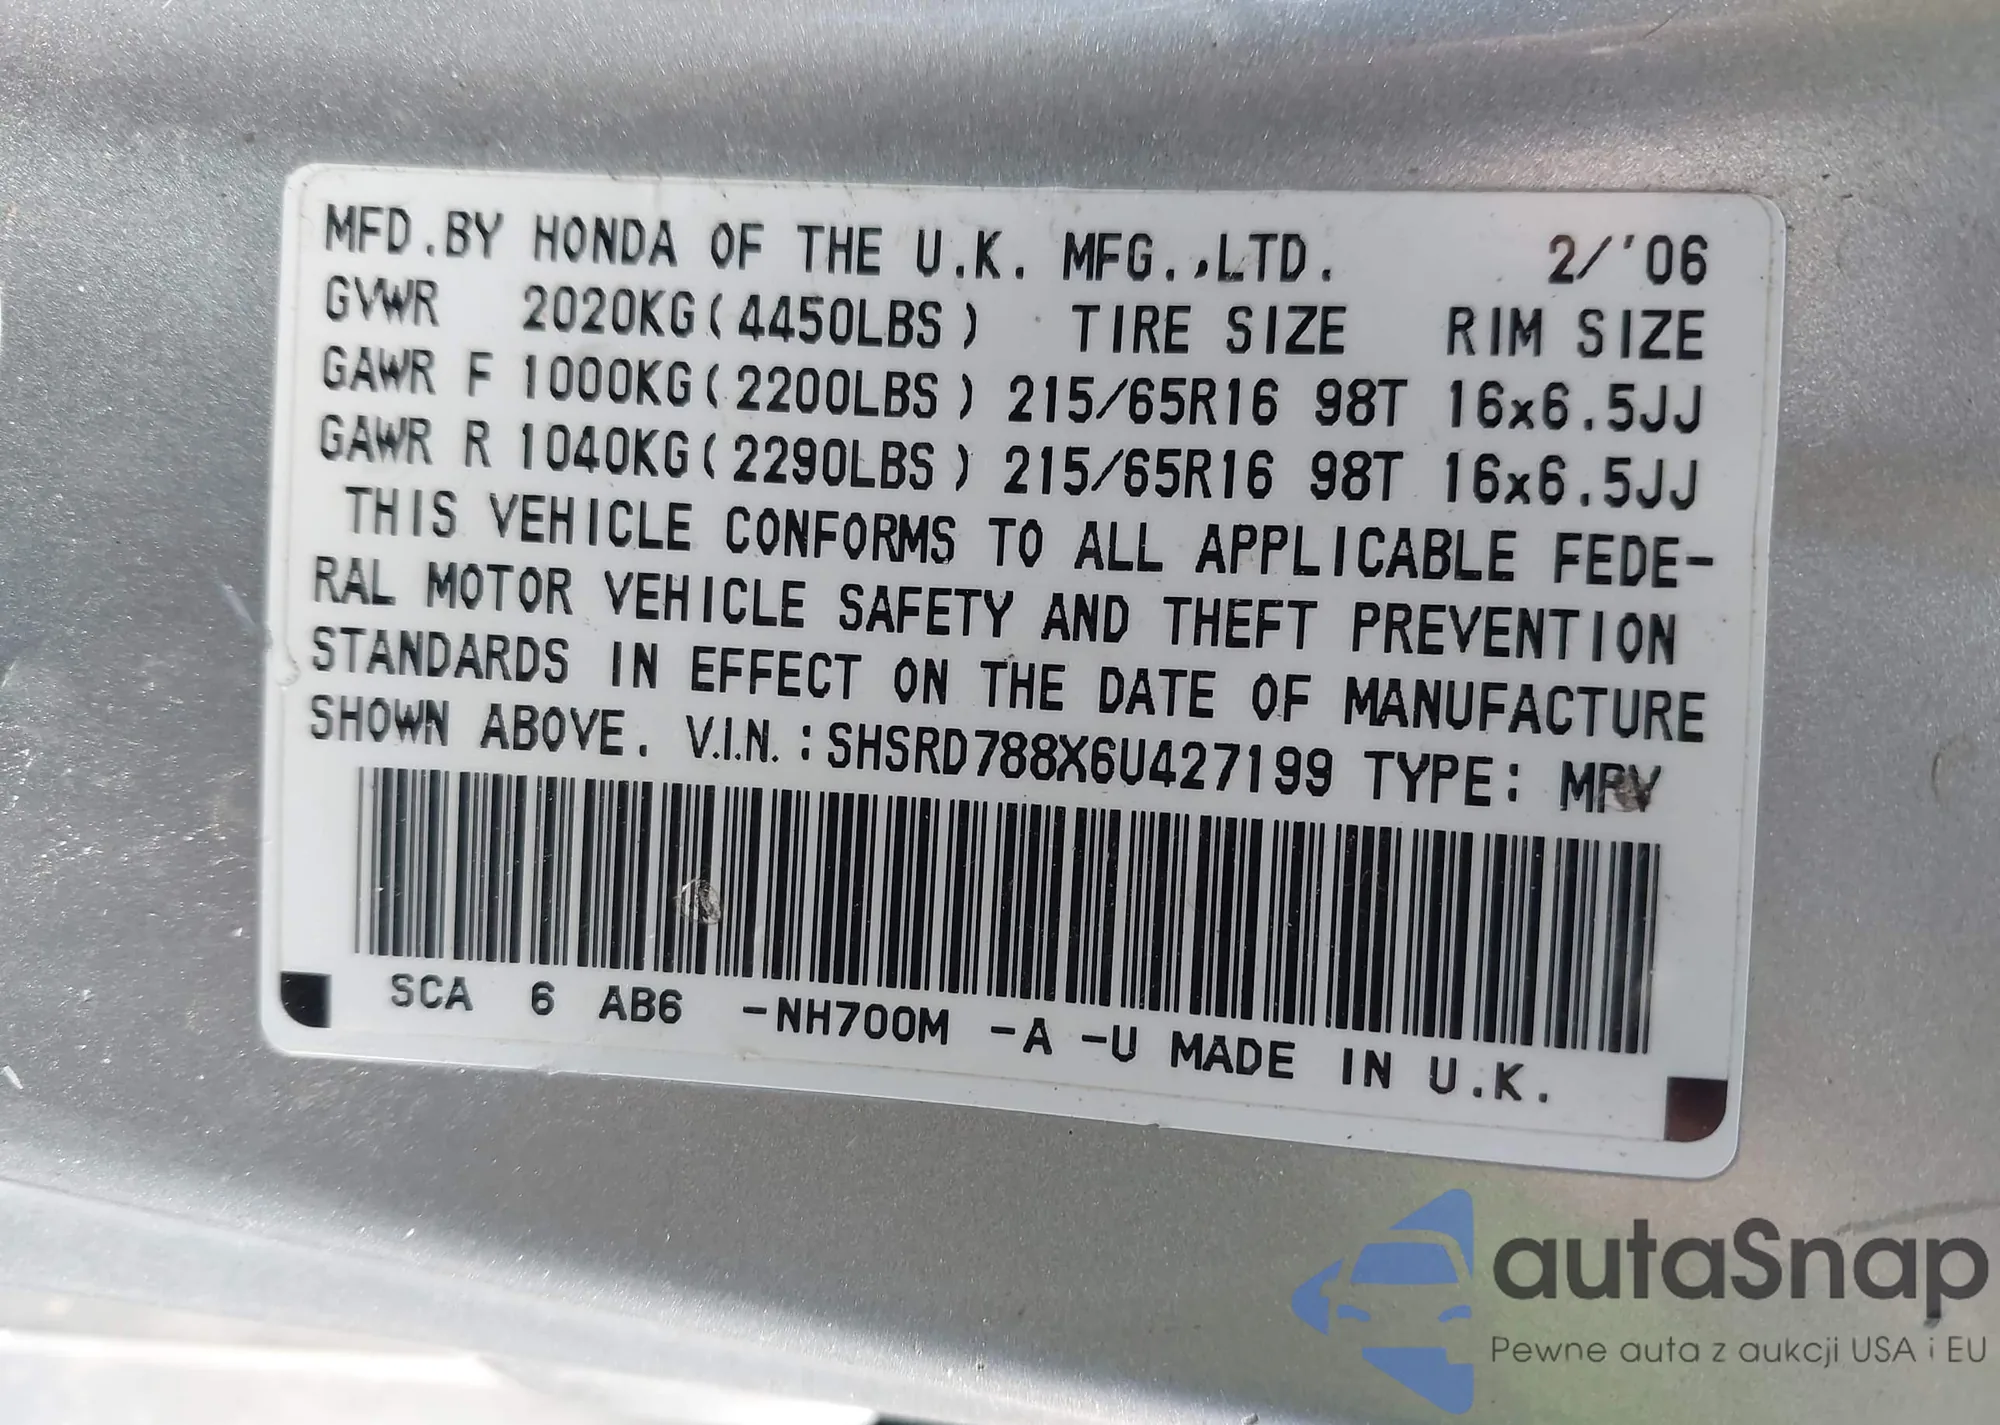 MFD.BY HONDA OF THE U.K. MFG.,LTD. 2/'06
GVWR 2020KG(4450LBS) TIRE SIZE RIM SIZE
GAWR F 1000KG(2200LBS) 215/65R16 98T 16x6.5JJ
GAWR R 1040KG(2290LBS) 215/65R16 98T 16x6.5JJ
THIS VEHICLE CONFORMS TO ALL APPLICABLE FEDE-
RAL MOTOR VEHICLE SAFETY AND THEFT PREVENTION
STANDARDS IN EFFECT ON THE DATE OF MANUFACTURE
SHOWN ABOVE. V.I.N.:SHSRD788X6U427199 TYPE: MPV
SCA 6 AB6 -NH700M -A -U MADE IN U.K.
autaSnap
Pewne auta z aukcji USA i EU